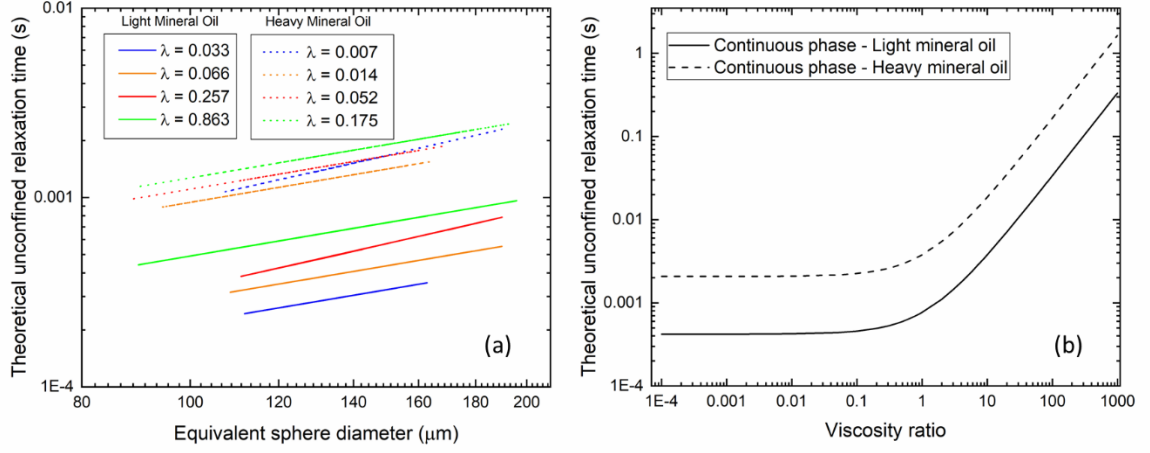 Light Mineral Oil
Heavy Mineral Oil
λ = 0.033
λ = 0.066
λ = 0.257
λ = 0.863
λ = 0.007
λ = 0.014
λ = 0.052
λ = 0.175
Theoretical unconfined relaxation time (s)
0.01
0.001
1E-4
(a)
80
100
120
140
160
180
200
Equivalent sphere diameter (μm)
Continuous phase - Light mineral oil
Continuous phase - Heavy mineral oil
Theoretical unconfined relaxation time (s)
1
0.1
0.01
0.001
1E-4
(b)
1E-4
0.001
0.01
0.1
1
10
100
1000
Viscosity ratio